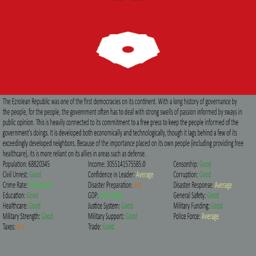 The Ezolean Republic was one of the first democracies on its continent. With a long history of governance by
the people, for the people, the government often has to deal with strong swells of passion informed by sways in
public opinion. This is heavily connected to its commitment to a free press to keep the people informed of the
government's doings. It is developed both economically and technologically, though it lags behind a few of its
exceedingly developed neighbors. Because of the importance placed on its own people (including providing free
healthcare), its is more reliant on its allies in areas such as defense.
Population: 68820345 Income: 3055141575585.0 Censorship: Good
Civil Unrest: Good Confidence in Leader: Average Corruption: Good
Crime Rate: Disaster Preparation: Disaster Response: Average
Education: Good GDP: General Safety: Good
Healthcare: Good Justice System: Good Military Funding: Good
Military Strength: Good Military Support: Good Police Force: Average
Taxes: Trade: Good